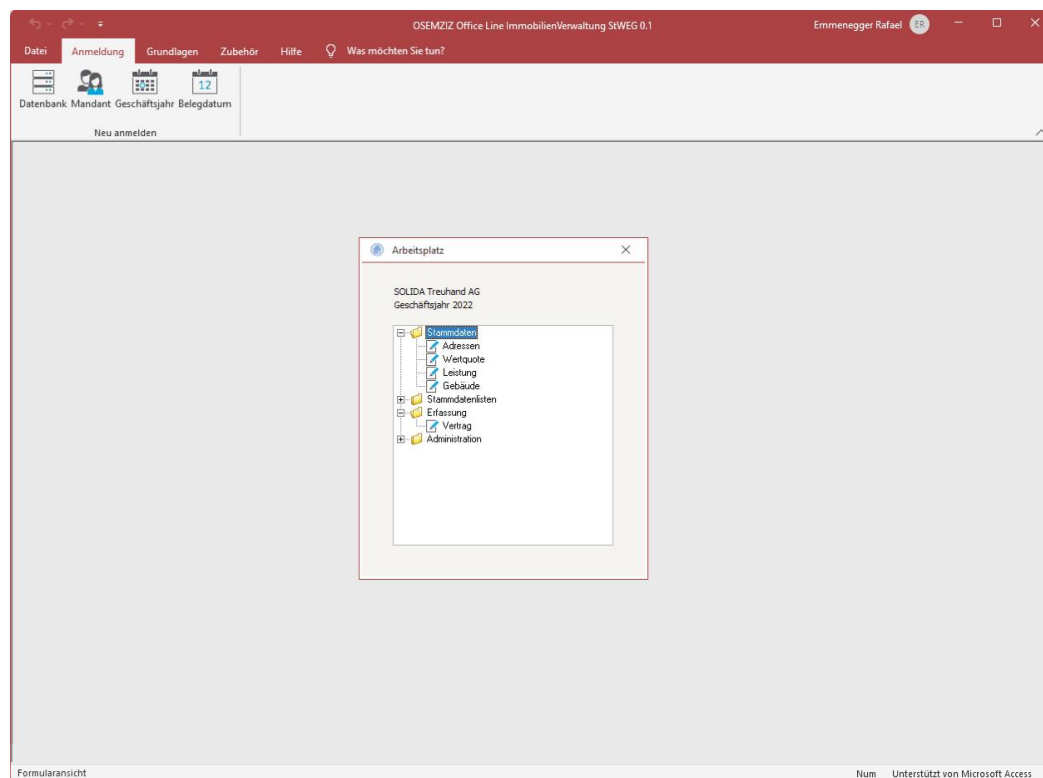 OSEMZIZ Office Line ImmobilienVerwaltung StWEG 0.1
Emmenegger Rafael ER
Datei Anmeldung Grundlagen Zubehör Hilfe Was möchten Sie tun?
12
Datenbank Mandant Geschäftsjahr Belegdatum
Neu anmelden
Arbeitsplatz
SOLIDA Treuhand AG
Geschäftsjahr 2022
Stammdaten
Adressen
Wertquote
Leistung
Gebäude
Stammdatenlisten
Erfassung
Vertrag
Administration
Formularansicht
Num Unterstützt von Microsoft Access